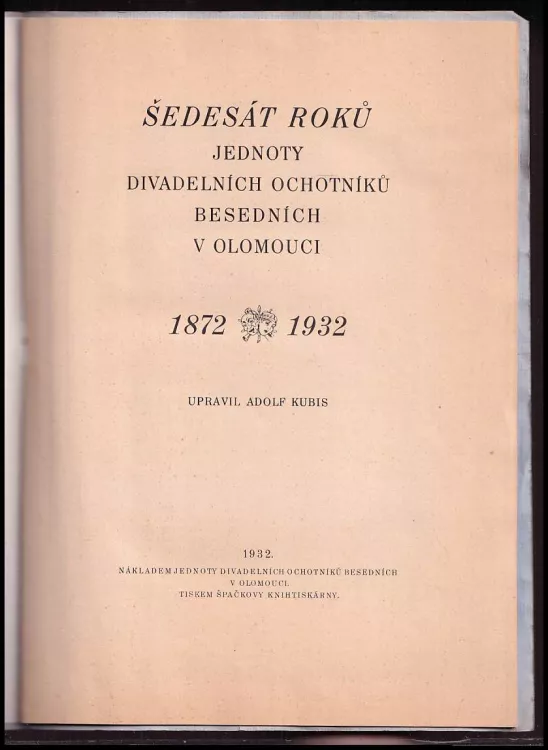 ŠEDESÁT ROKŮ
JEDNOTY
DIVADELNÍCH OCHOTNÍKŮ
BESEDNÍCH
V OLOMOUCI
1872 1932
UPRAVIL ADOLF KUBIS
1932.
NÁKLADEM JEDNOTY DIVADELNÍCH OCHOTNÍKŮ BESEDNÍCH
V OLOMOUCI.
TISKEM ŠPAČKOVY KNIHTISKÁRNY.